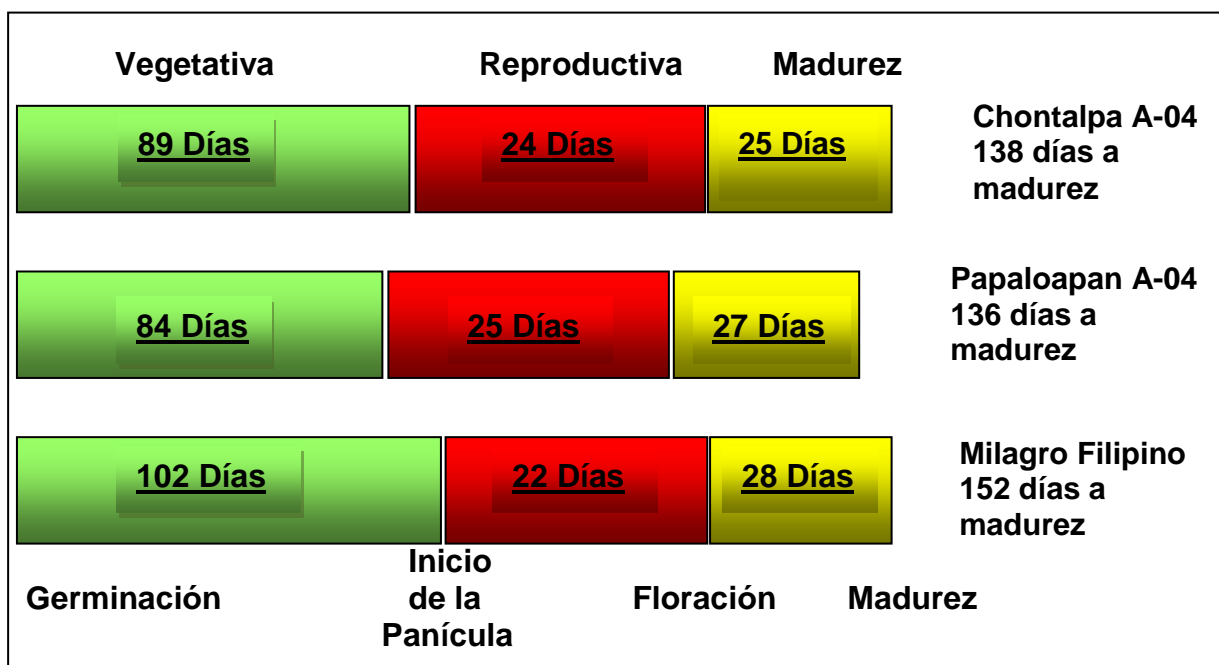 Vegetativa Reproductiva Madurez
89 Días 24 Días 25 Días
Chontalpa A-04
138 días a
madurez
84 Días 25 Días 27 Días
Papaloapan A-04
136 días a
madurez
102 Días 22 Días 28 Días
Milagro Filipino
152 días a
madurez
Germinación
Inicio
de la
Panícula
Floración
Madurez